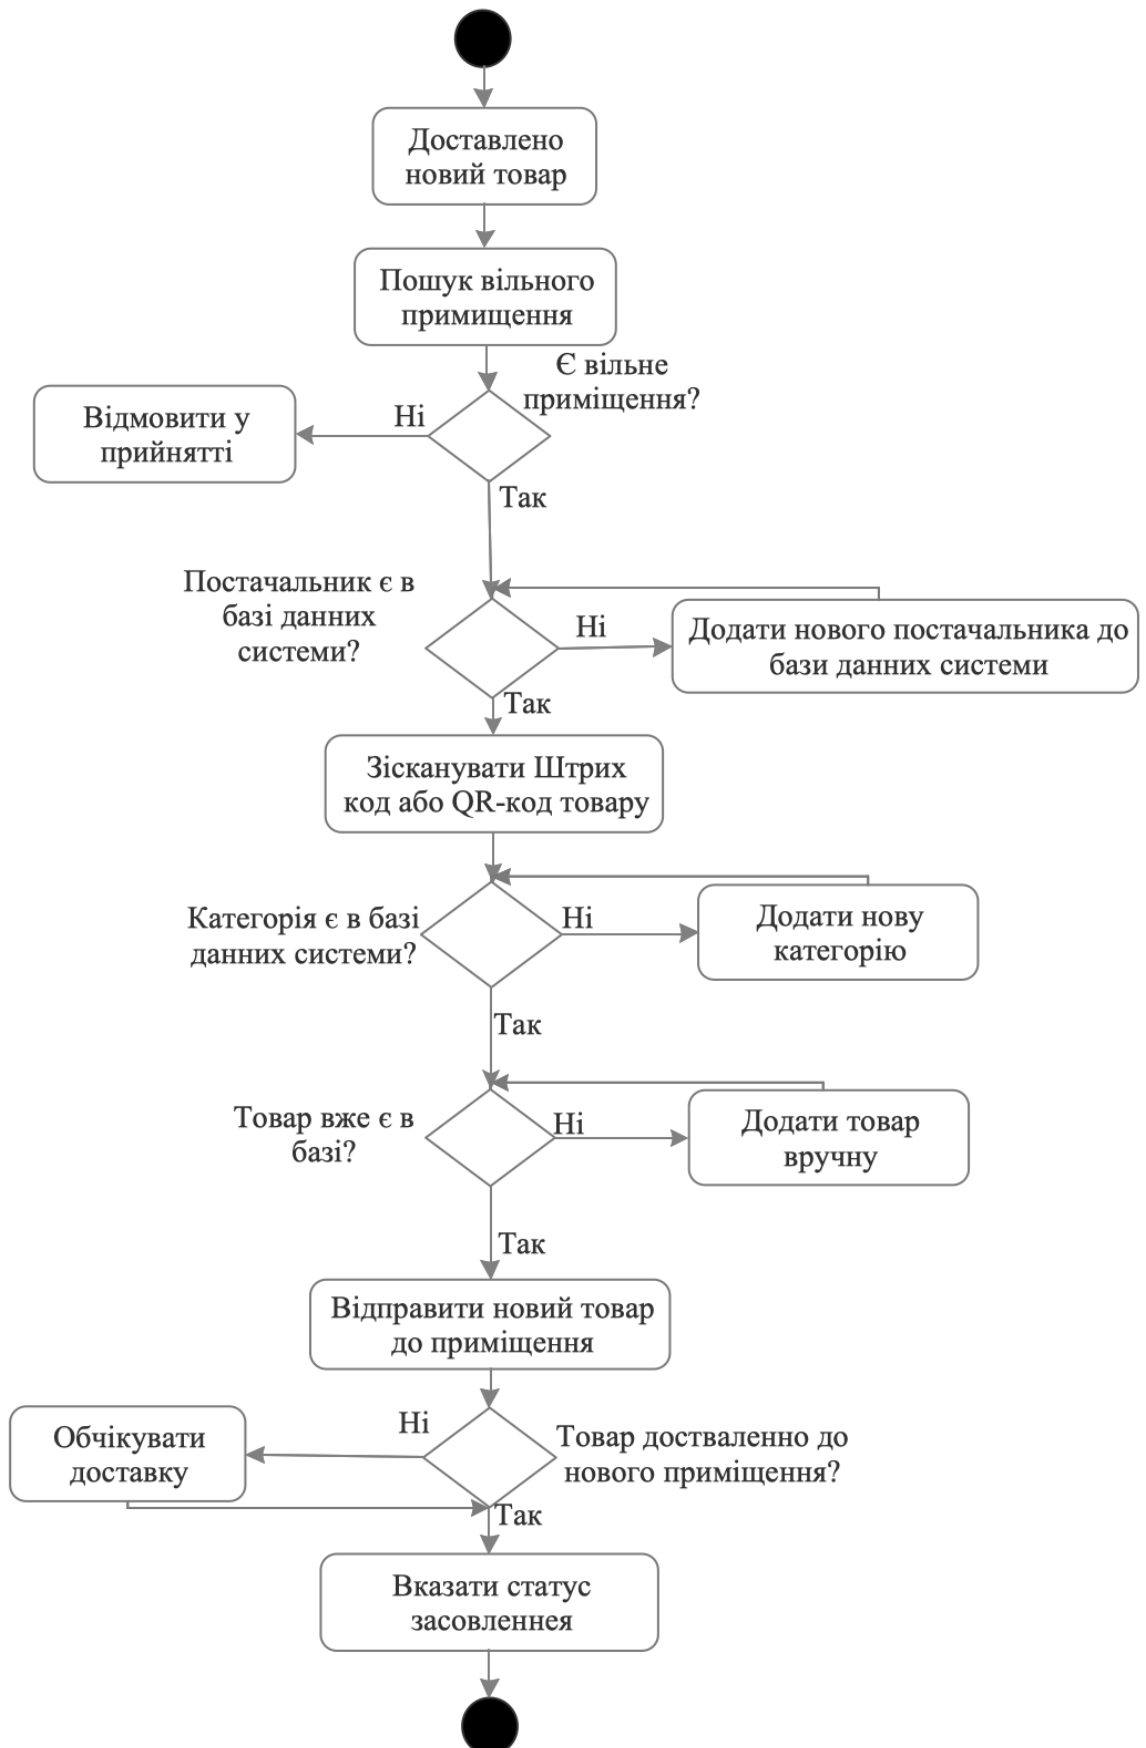 Доставлено
новий товар
Пошук вільного
примищення
Є вільне
приміщення?
Ні
Відмовити у
прийнятті
Так
Постачальник є в
базі данних
системи?
Ні
Додати нового постачальника до
бази данних системи
Так
Зісканувати Штрих
код або QR-код товару
Категорія є в базі
данних системи?
Ні
Додати нову
категорію
Так
Товар вже є в
базі?
Ні
Додати товар
вручну
Так
Відправити новий товар
до приміщення
Ні
Обчікувати
доставку
Товар достваленно до
нового приміщення?
Так
Вказати статус
засовленнея